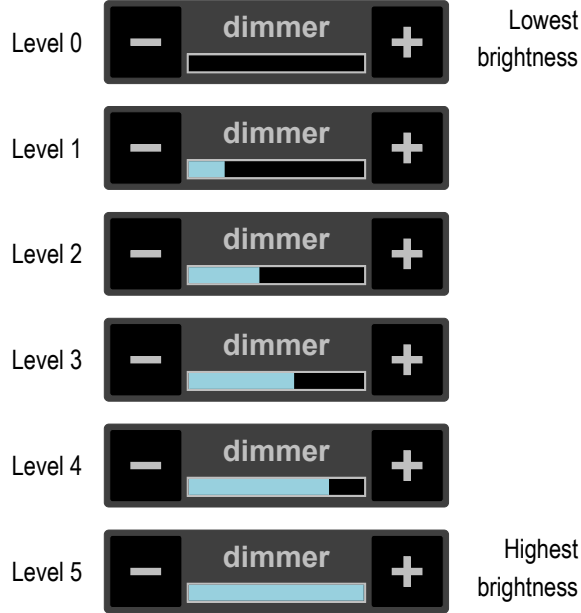 Level 0
− dimmer +
Lowest
brightness
Level 1
− dimmer +
Level 2
− dimmer +
Level 3
− dimmer +
Level 4
− dimmer +
Level 5
− dimmer +
Highest
brightness